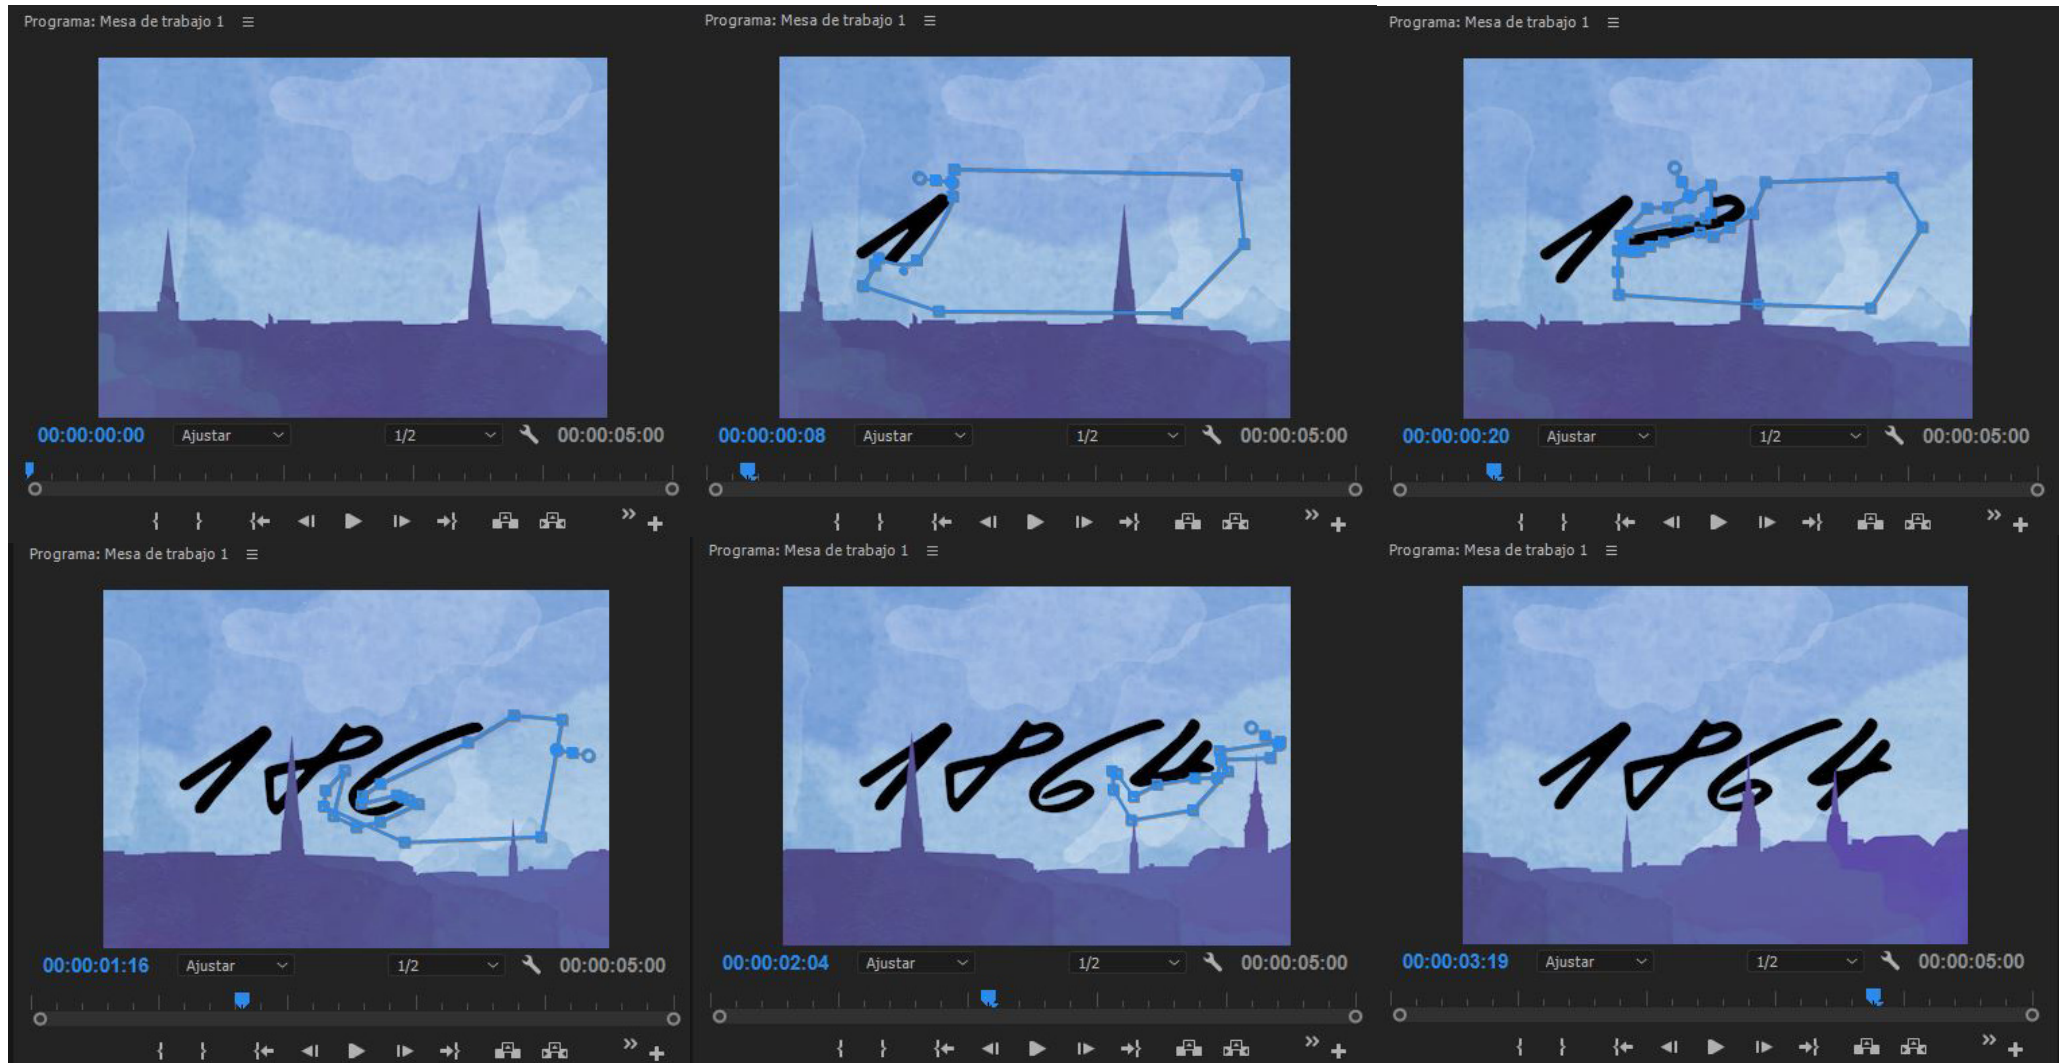 Programa: Mesa de trabajo 1
00:00:00:00 Ajustar 1/2 00:00:05:00
Programa: Mesa de trabajo 1
1
00:00:00:08 Ajustar 1/2 00:00:05:00
Programa: Mesa de trabajo 1
00:00:00:20 Ajustar 1/2 00:00:05:00
Programa: Mesa de trabajo 1
186
00:00:01:16 Ajustar 1/2 00:00:05:00
Programa: Mesa de trabajo 1
1864
00:00:02:04 Ajustar 1/2 00:00:05:00
Programa: Mesa de trabajo 1
1864
00:00:03:19 Ajustar 1/2 00:00:05:00